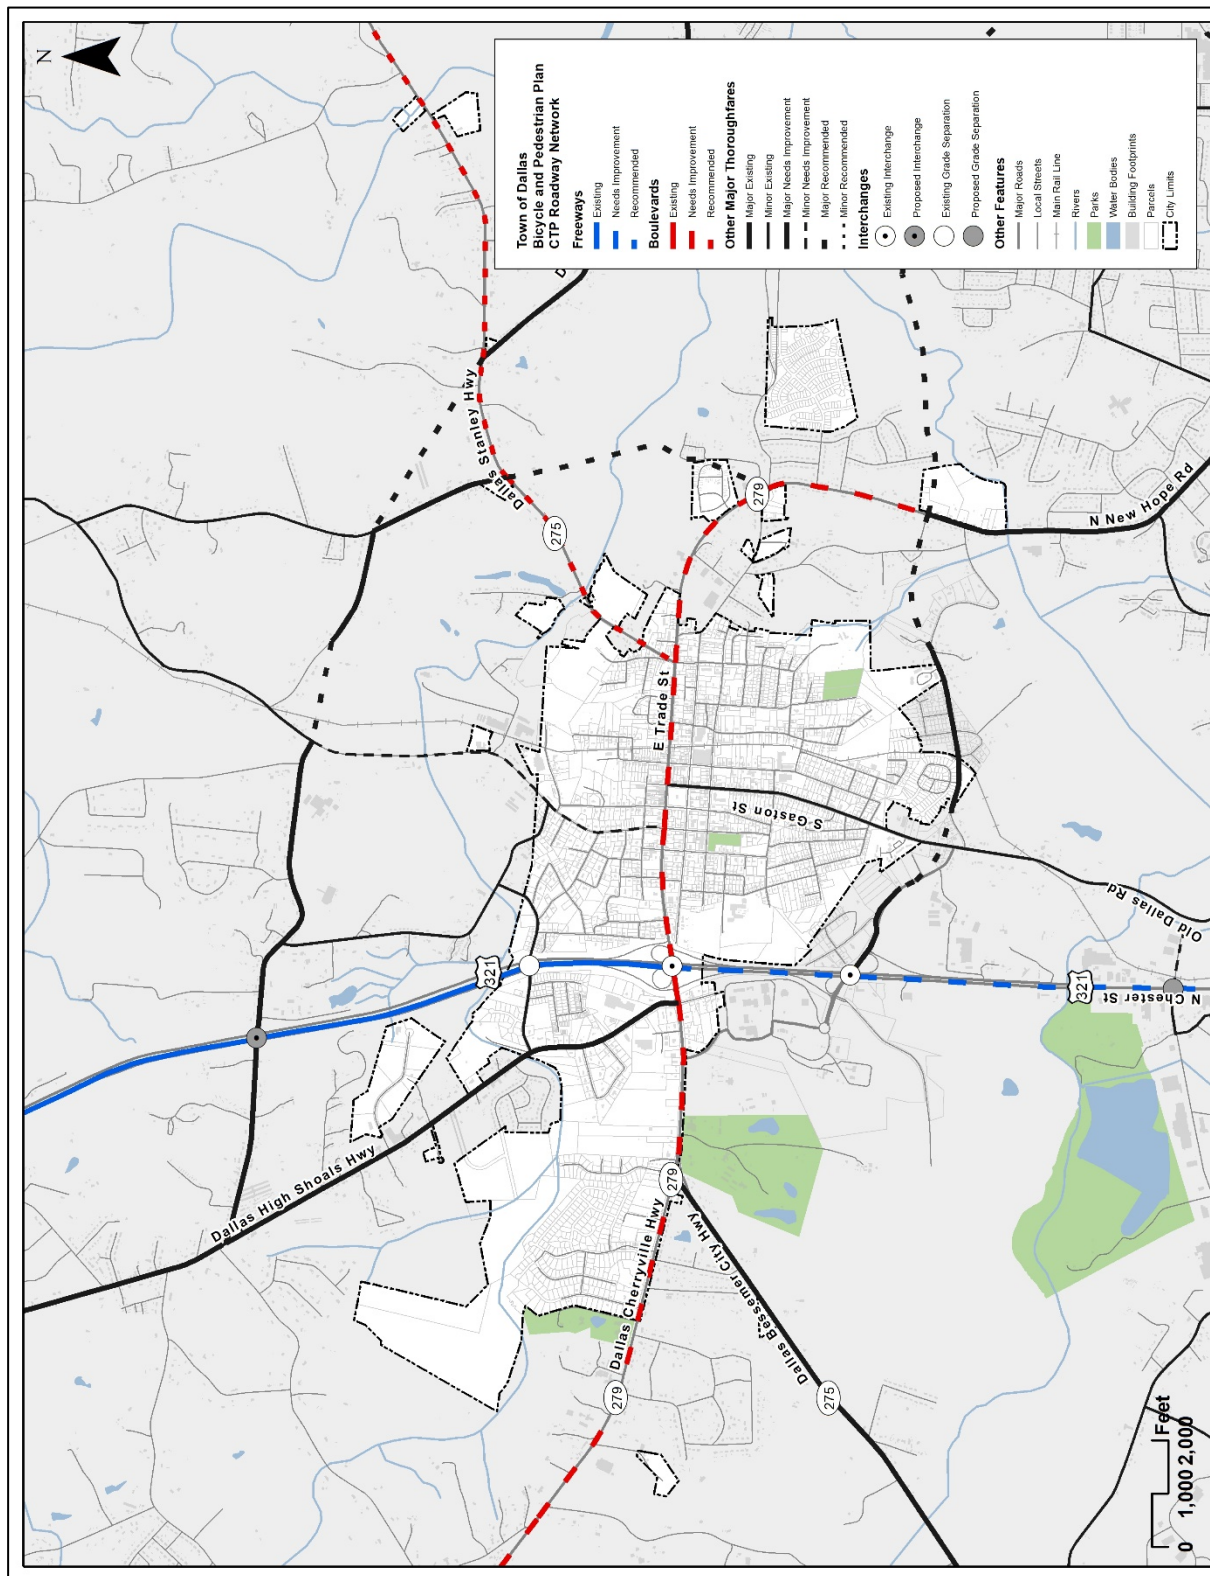 N
Town of Dallas
Bicycle and Pedestrian Plan
CTP Roadway Network
Freeways
Existing
Needs Improvement
Recommended
Boulevards
Existing
Needs Improvement
Recommended
Other Major Thoroughfares
Major Existing
Minor Existing
Major Needs Improvement
Minor Needs Improvement
Major Recommended
Minor Recommended
Interchanges
Existing Interchange
Proposed Interchange
Existing Grade Separation
Proposed Grade Separation
Other Features
Major Roads
Local Streets
Main Rail Line
Rivers
Parks
Water Bodies
Building Footprints
Parcels
City Limits
Dallas High Shoals Hwy
321
Dallas Stanley Hwy
275
D
279
Dallas Cherryville Hwy
279
E Trade St
279
Dallas Bessemer City Hwy
275
S Gaston St
N New Hope Rd
Old Dallas Rd
321
N Chester St
0 1,000 2,000
Feet